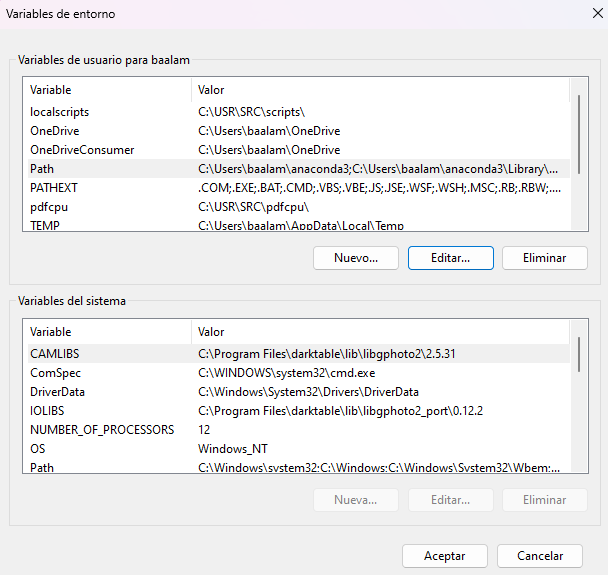 Variables de entorno
Variables de usuario para baalam
Variable Valor
localscripts C:\USR\SRC\scripts\
OneDrive C:\Users\baalam\OneDrive
OneDriveConsumer C:\Users\baalam\OneDrive
Path C:\Users\baalam\anaconda3;C:\Users\baalam\anaconda3\Library\...
PATHEXT .COM;.EXE;.BAT;.CMD;.VBS;.VBE;.JS;.JSE;.WSF;.WSH;.MSC;.RB;.RBW;....
pdfcpu C:\USR\SRC\pdfcpu\
TEMP C:\Users\baalam\AppData\Local\Temp
Nuevo... Editar... Eliminar
Variables del sistema
Variable Valor
CAMLIBS C:\Program Files\darktable\lib\libgphoto2\2.5.31
ComSpec C:\WINDOWS\system32\cmd.exe
DriverData C:\Windows\System32\Drivers\DriverData
IOLIBS C:\Program Files\darktable\lib\libgphoto2_port\0.12.2
NUMBER_OF_PROCESSORS 12
OS Windows_NT
Path C:\Windows\system32;C:\Windows;C:\Windows\System32\Wbem;...
Nueva... Editar... Eliminar
Aceptar Cancelar